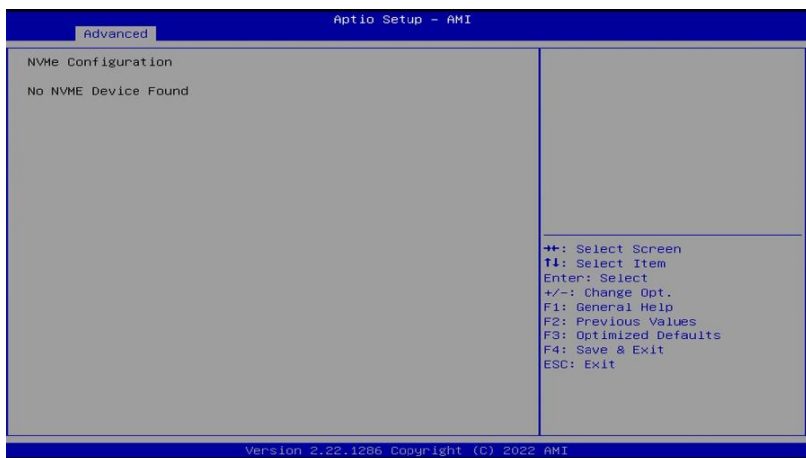 Aptio Setup – AMI
Advanced
NVMe Configuration
No NVME Device Found
→←: Select Screen
↑↓: Select Item
Enter: Select
+/-: Change Opt.
F1: General Help
F2: Previous Values
F3: Optimized Defaults
F4: Save & Exit
ESC: Exit
Version 2.22.1286 Copyright (C) 2022 AMI